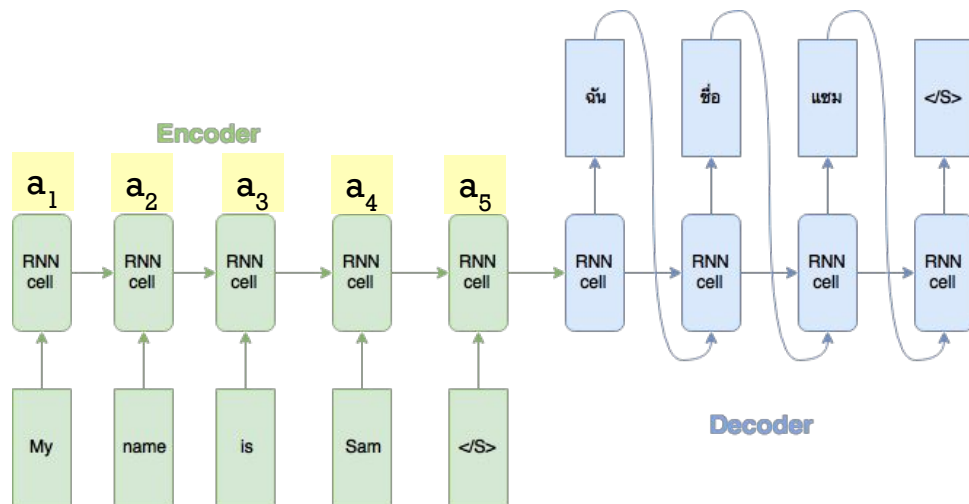 ฉัน ชื่อ แซม </S>
Encoder
a1 a2 a3 a4 a5
RNN RNN RNN RNN RNN RNN RNN RNN RNN
cell cell cell cell cell cell cell cell cell
My name is Sam </S>
Decoder